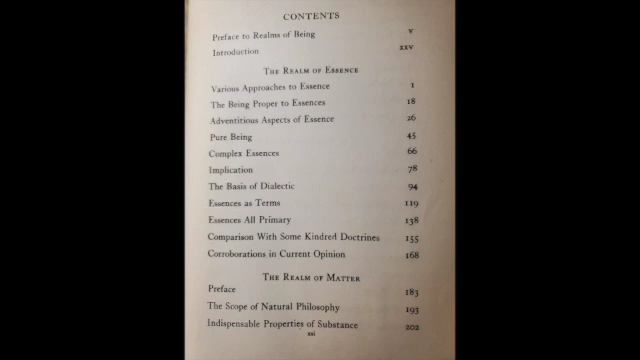 CONTENTS
Preface to Realms of Being v
Introduction xxv
The Realm of Essence
Various Approaches to Essence 1
The Being Proper to Essences 18
Adventitious Aspects of Essence 26
Pure Being 45
Complex Essences 66
Implication 78
The Basis of Dialectic 94
Essences as Terms 119
Essences All Primary 138
Comparison With Some Kindred Doctrines 155
Corroborations in Current Opinion 168
The Realm of Matter
Preface 183
The Scope of Natural Philosophy 193
Indispensable Properties of Substance 202